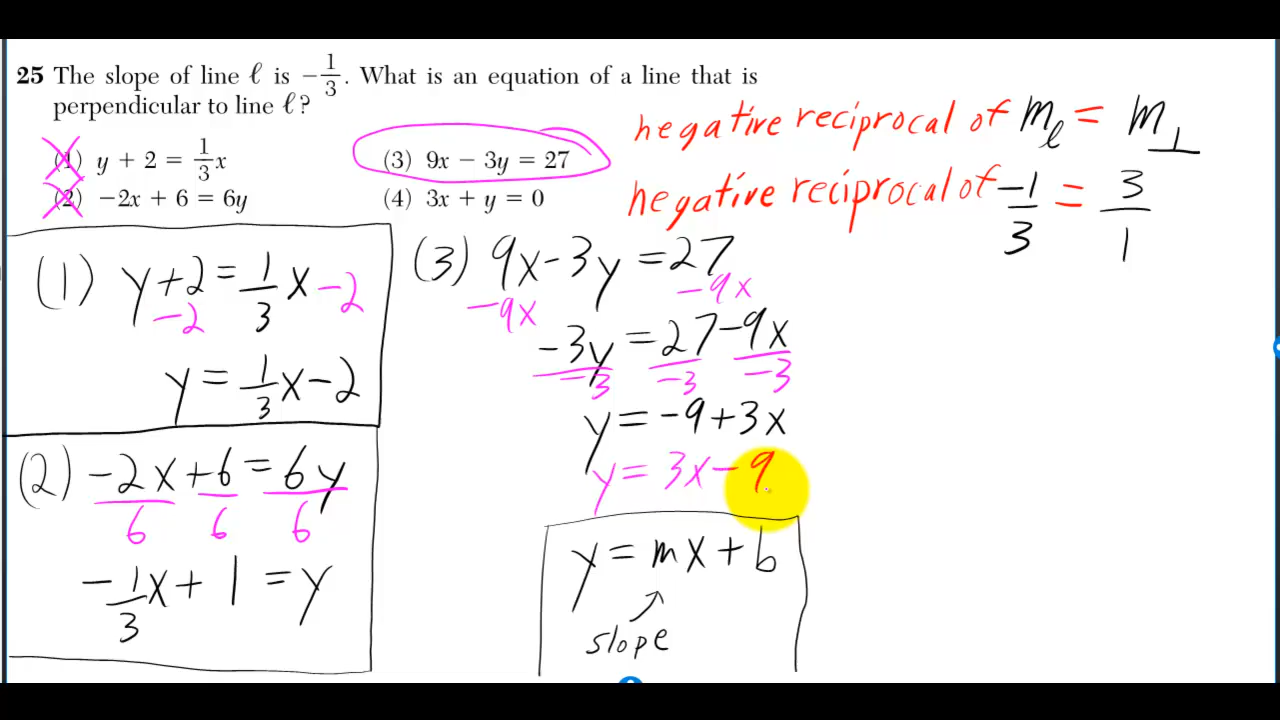 25 The slope of line ℓ is −1/3. What is an equation of a line that is
perpendicular to line ℓ?
(1) y + 2 = 1/3x
(3) 9x − 3y = 27
(2) −2x + 6 = 6y
(4) 3x + y = 0
negative reciprocal of mℓ = m⊥
negative reciprocal of −1/3 = 3/1
(1) y+2 = 1/3 x −2
−2
y = 1/3 x − 2
(2) −2x + 6 = 6y
6 6 6
−1/3 x + 1 = y
(3) 9x − 3y = 27
−9x −9x
−3y = 27 − 9x
−3 −3 −3
y = −9 + 3x
y = 3x − 9
y = mx + b
slope